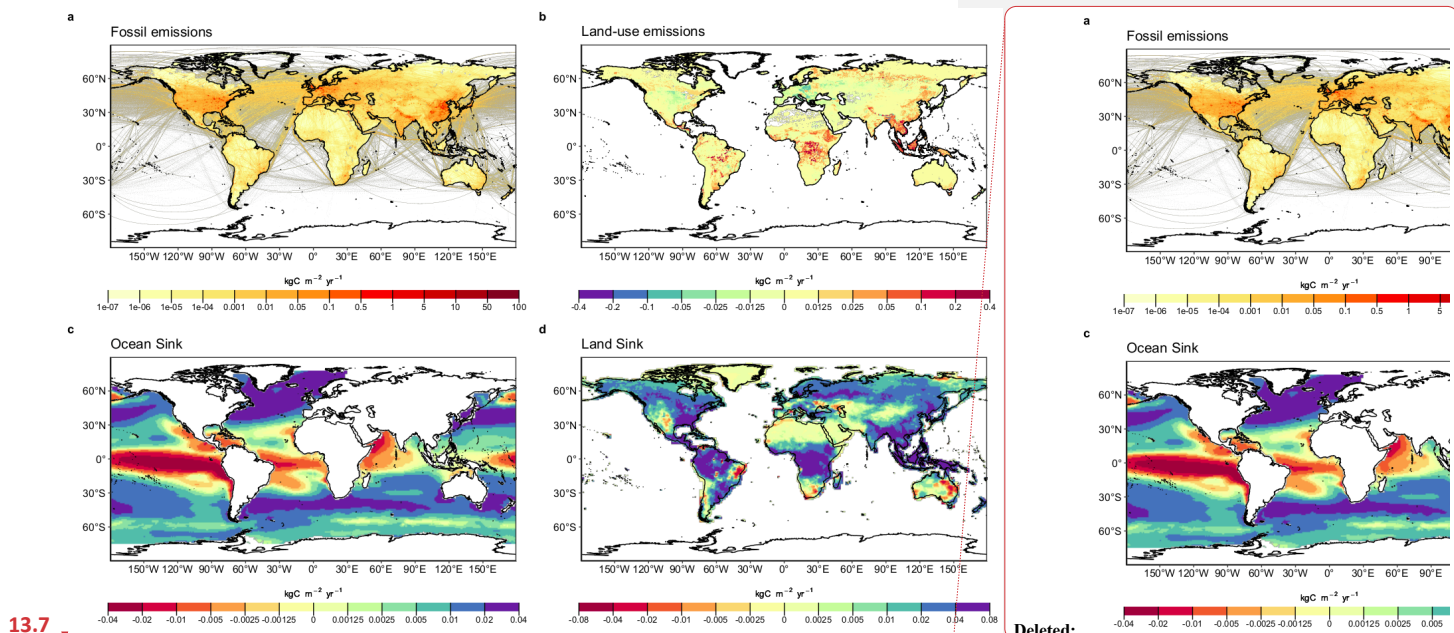 a
Fossil emissions
60°N
30°N
0°
30°S
60°S
150°W 120°W 90°W 60°W 30°W 0° 30°E 60°E 90°E 120°E 150°E
kgC m⁻² yr⁻¹
1e-07 1e-06 1e-05 1e-04 0.001 0.01 0.05 0.1 0.5 1 5 10 50 100
b
Land-use emissions
60°N
30°N
0°
30°S
60°S
150°W 120°W 90°W 60°W 30°W 0° 30°E 60°E 90°E 120°E 150°E
kgC m⁻² yr⁻¹
-0.4 -0.2 -0.1 -0.05 -0.025 -0.0125 0 0.0125 0.025 0.05 0.1 0.2 0.4
c
Ocean Sink
60°N
30°N
0°
30°S
60°S
150°W 120°W 90°W 60°W 30°W 0° 30°E 60°E 90°E 120°E 150°E
kgC m⁻² yr⁻¹
-0.04 -0.02 -0.01 -0.005 -0.0025 -0.00125 0 0.00125 0.0025 0.005 0.01 0.02 0.04
d
Land Sink
60°N
30°N
0°
30°S
60°S
150°W 120°W 90°W 60°W 30°W 0° 30°E 60°E 90°E 120°E 150°E
kgC m⁻² yr⁻¹
-0.08 -0.04 -0.02 -0.01 -0.005 -0.0025 0 0.0025 0.005 0.01 0.02 0.04 0.08
13.7
a
Fossil emissions
60°N
30°N
0°
30°S
60°S
150°W 120°W 90°W 60°W 30°W 0° 30°E 60°E 90°E
kgC m⁻² yr⁻¹
1e-07 1e-06 1e-05 1e-04 0.001 0.01 0.05 0.1 0.5 1 5
c
Ocean Sink
60°N
30°N
0°
30°S
60°S
150°W 120°W 90°W 60°W 30°W 0° 30°E 60°E 90°E
kgC m⁻² yr⁻¹
Deleted:
-0.04 -0.02 -0.01 -0.005 -0.0025 -0.00125 0 0.00125 0.0025 0.005